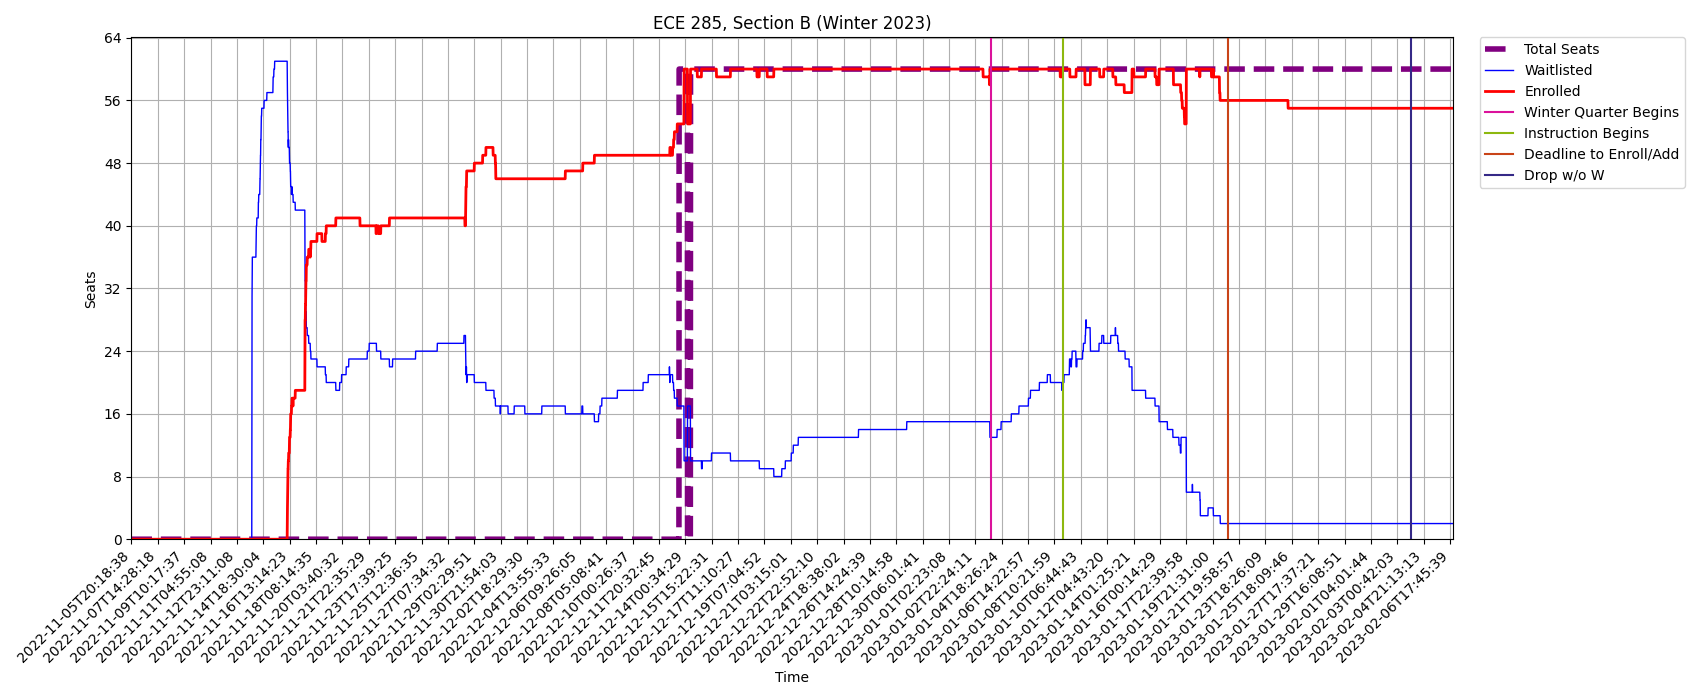 ECE 285, Section B (Winter 2023)
64
56
48
40
32
24
16
8
0
Seats
Total Seats
Waitlisted
Enrolled
Winter Quarter Begins
Instruction Begins
Deadline to Enroll/Add
Drop w/o W
2022-11-05T20:18:38
2022-11-07T14:28:18
2022-11-09T10:17:37
2022-11-11T04:55:08
2022-11-12T23:11:08
2022-11-14T18:30:04
2022-11-16T13:14:23
2022-11-18T08:14:35
2022-11-20T03:40:32
2022-11-21T22:35:29
2022-11-23T17:39:25
2022-11-25T12:36:35
2022-11-27T07:34:32
2022-11-29T02:29:51
2022-11-30T21:54:03
2022-12-02T18:29:30
2022-12-04T13:55:33
2022-12-06T09:26:05
2022-12-08T05:08:41
2022-12-10T00:26:37
2022-12-11T20:32:45
2022-12-14T00:34:29
2022-12-15T15:22:31
2022-12-17T11:10:27
2022-12-19T07:04:52
2022-12-21T03:15:01
2022-12-22T22:52:10
2022-12-24T18:38:02
2022-12-26T14:24:39
2022-12-28T10:14:58
2022-12-30T06:01:41
2023-01-01T02:23:08
2023-01-02T22:24:11
2023-01-04T18:26:24
2023-01-06T14:22:57
2023-01-08T10:21:59
2023-01-10T06:44:43
2023-01-12T04:43:20
2023-01-14T01:25:21
2023-01-16T00:14:29
2023-01-17T22:39:58
2023-01-19T21:31:00
2023-01-21T19:58:57
2023-01-23T18:26:09
2023-01-25T18:09:46
2023-01-27T17:37:21
2023-01-29T16:08:51
2023-02-01T04:01:44
2023-02-03T00:42:03
2023-02-04T21:13:13
2023-02-06T17:45:39
Time